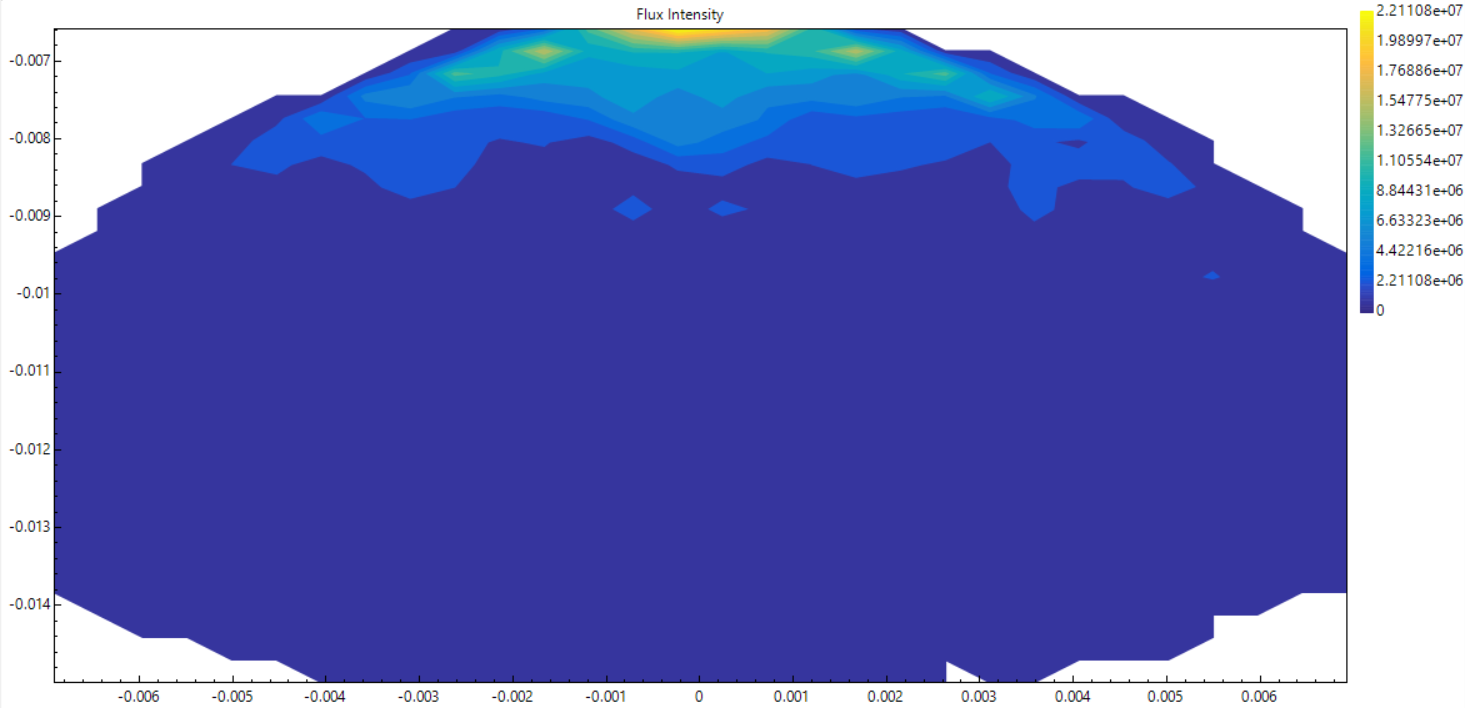 Flux Intensity
-0.007
-0.008
-0.009
-0.01
-0.011
-0.012
-0.013
-0.014
-0.006
-0.005
-0.004
-0.003
-0.002
-0.001
0
0.001
0.002
0.003
0.004
0.005
0.006
2.21108e+07
1.98997e+07
1.76886e+07
1.54775e+07
1.32665e+07
1.10554e+07
8.84431e+06
6.63323e+06
4.42216e+06
2.21108e+06
0